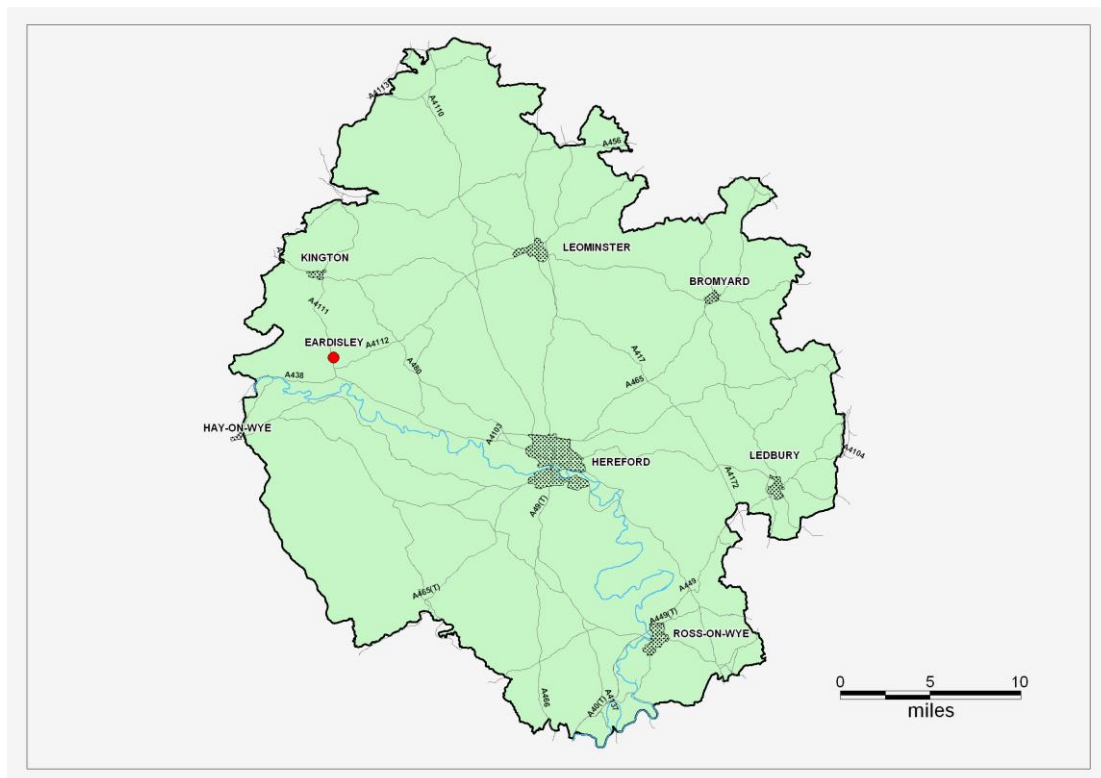 A4113
A4110
A456
LEOMINSTER
KINGTON
BROMYARD
A4111
EARDISLEY
A4112
A417
A480
A438
A465
HAY-ON-WYE
A4103
HEREFORD
LEDBURY
A4104
A4172
A49(T)
A465(T)
A449
A449(T)
ROSS-ON-WYE
A466
A40(T)
A4137
0 5 10
miles